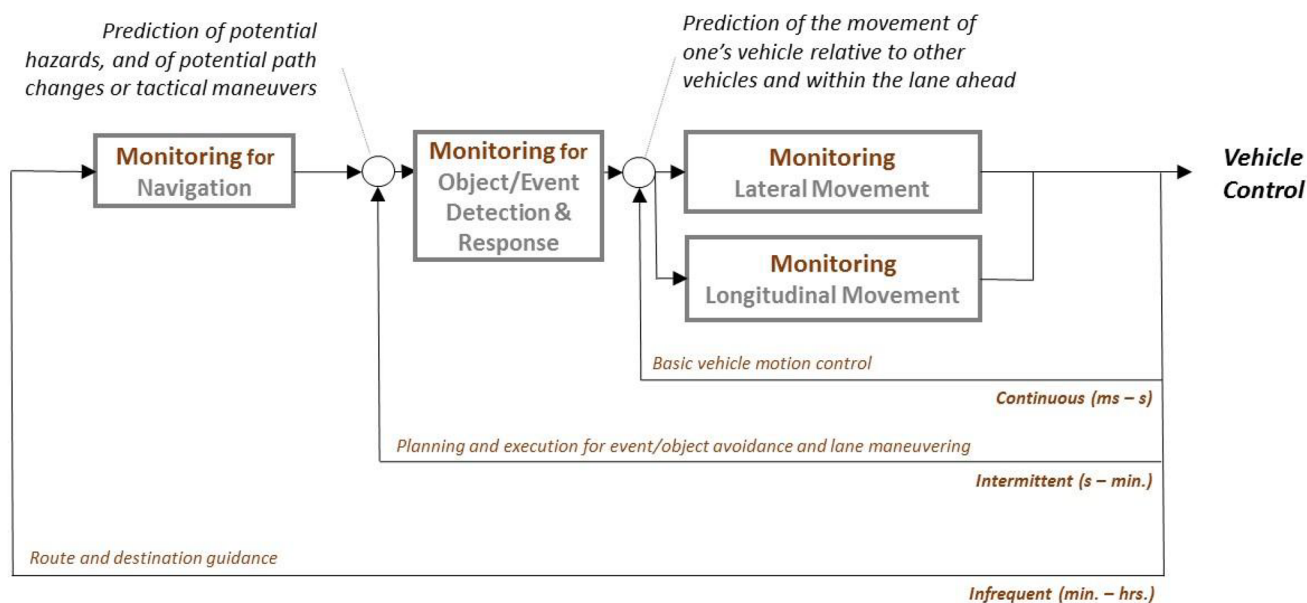 Prediction of potential
hazards, and of potential path
changes or tactical maneuvers
Prediction of the movement of
one's vehicle relative to other
vehicles and within the lane ahead
Monitoring for
Navigation
Monitoring for
Object/Event
Detection &
Response
Monitoring
Lateral Movement
Monitoring
Longitudinal Movement
Vehicle
Control
Basic vehicle motion control
Continuous (ms – s)
Planning and execution for event/object avoidance and lane maneuvering
Intermittent (s – min.)
Route and destination guidance
Infrequent (min. – hrs.)